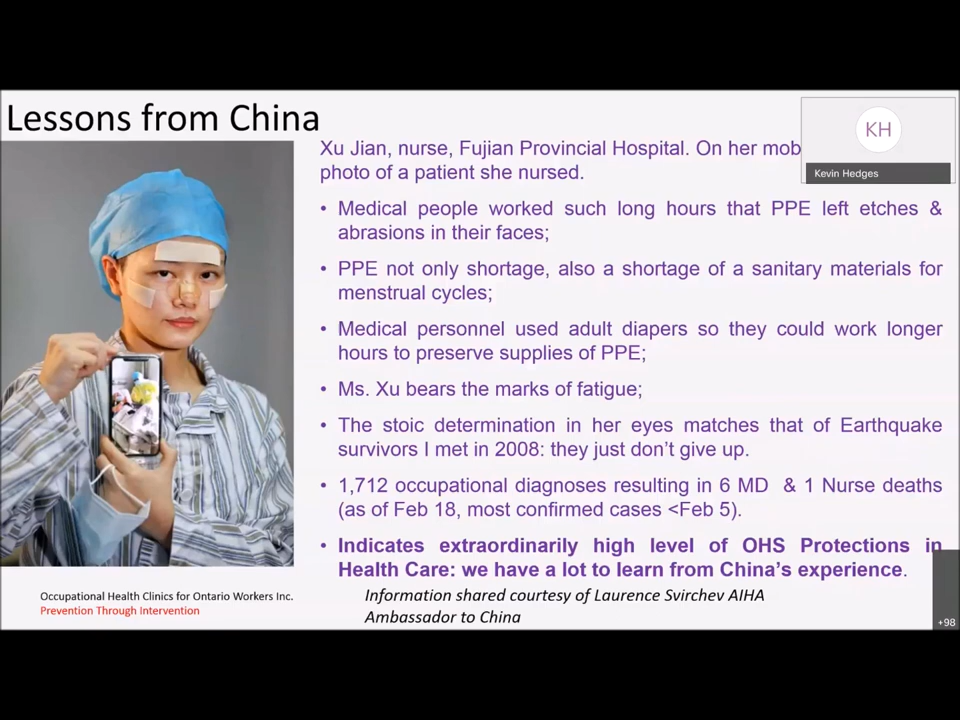 Lessons from China
KH
Kevin Hedges
Xu Jian, nurse, Fujian Provincial Hospital. On her mob
photo of a patient she nursed.
• Medical people worked such long hours that PPE left etches &
abrasions in their faces;
• PPE not only shortage, also a shortage of a sanitary materials for
menstrual cycles;
• Medical personnel used adult diapers so they could work longer
hours to preserve supplies of PPE;
• Ms. Xu bears the marks of fatigue;
• The stoic determination in her eyes matches that of Earthquake
survivors I met in 2008: they just don’t give up.
• 1,712 occupational diagnoses resulting in 6 MD & 1 Nurse deaths
(as of Feb 18, most confirmed cases <Feb 5).
• Indicates extraordinarily high level of OHS Protections in
Health Care: we have a lot to learn from China’s experience.
Occupational Health Clinics for Ontario Workers Inc.
Prevention Through Intervention
Information shared courtesy of Laurence Svirchev AIHA
Ambassador to China
+98